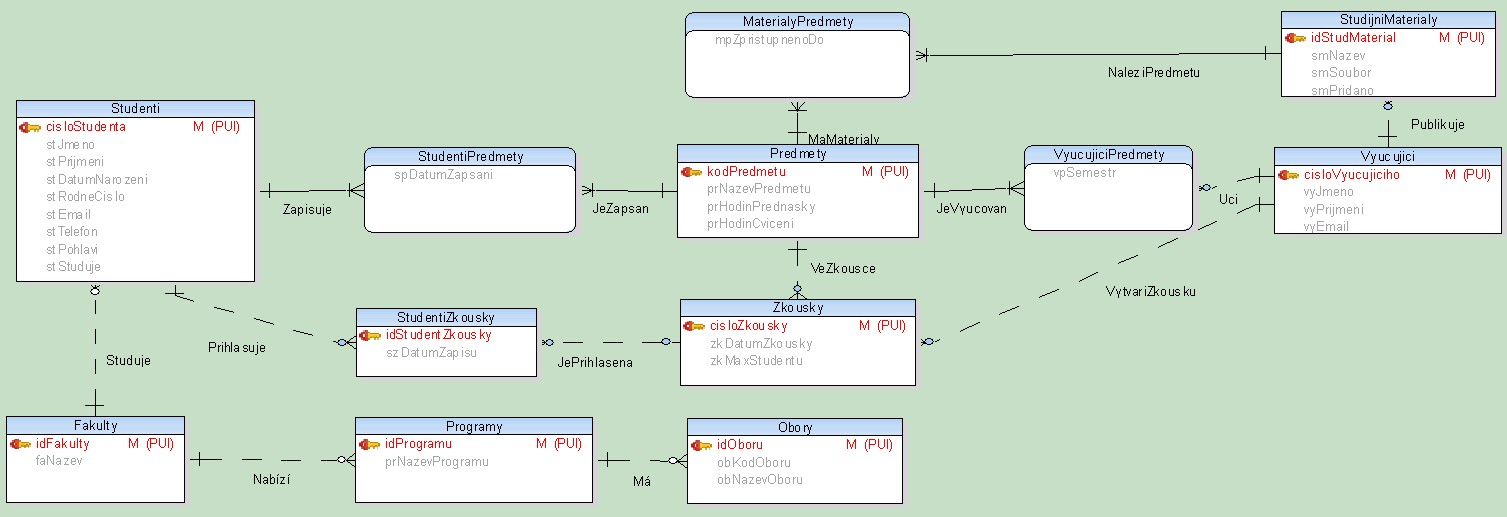 MaterialyPredmety
mpZpristupnenoDo
StudijniMaterialy
idStudMaterial M (PUI)
smNazev
smSoubor
smPridano
NaleziPredmetu
Publikuje
MaMaterialy
Studenti
cisloStudenta M (PUI)
stJmeno
stPrijmeni
stDatumNarozeni
stRodneCislo
stEmail
stTelefon
stPohlavi
stStuduje
Zapisuje
StudentiPredmety
spDatumZapsani
JeZapsan
Predmety
kodPredmetu M (PUI)
prNazevPredmetu
prHodinPrednasky
prHodinCviceni
JeVyucovan
VyucujiciPredmety
vpSemestr
Uci
Vyucujici
cisloVyucujiciho M (PUI)
vyJmeno
vyPrijmeni
vyEmail
VeZkousce
VytvariZkousku
Prihlasuje
StudentiZkousky
idStudentZkousky
szDatumZapisu
JePrihlasena
Zkousky
cisloZkousky M (PUI)
zkDatumZkousky
zkMaxStudentu
Studuje
Fakulty
idFakulty M (PUI)
faNazev
Nabízí
Programy
idProgramu M (PUI)
prNazevProgramu
Má
Obory
idOboru M (PUI)
obKodOboru
obNazevOboru